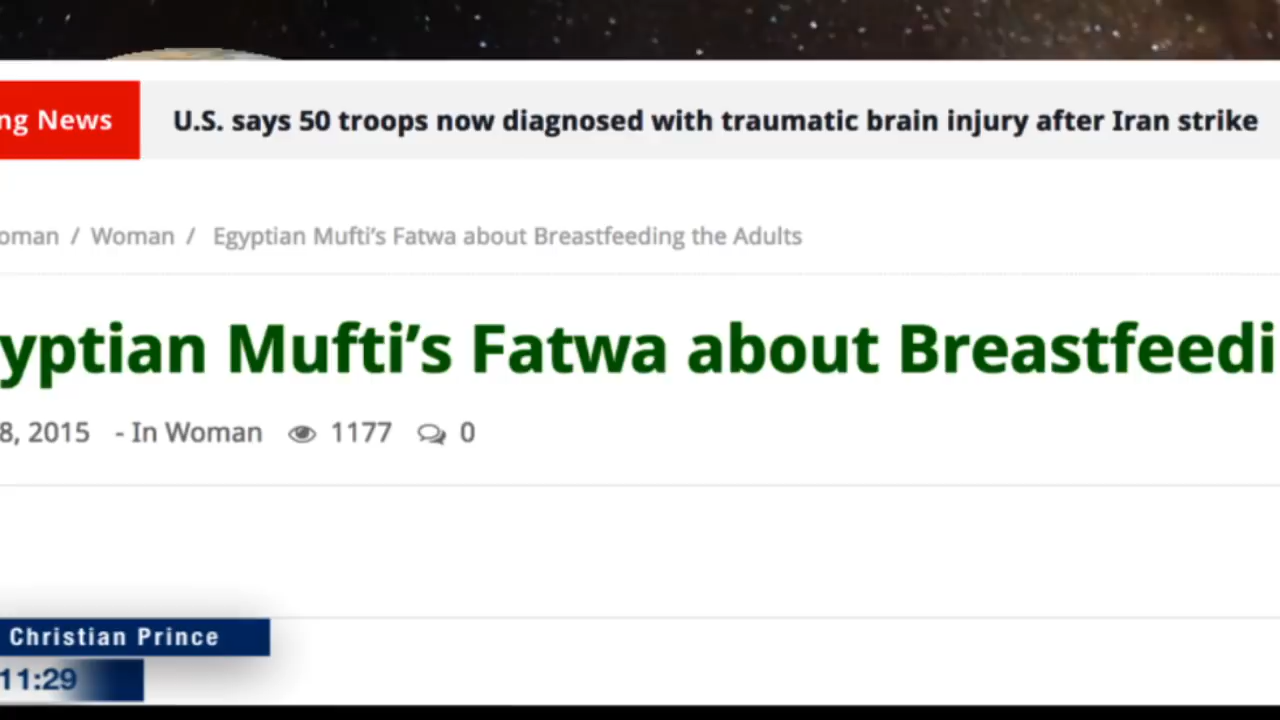 ng News
U.S. says 50 troops now diagnosed with traumatic brain injury after Iran strike
oman / Woman / Egyptian Mufti's Fatwa about Breastfeeding the Adults
yptian Mufti's Fatwa about Breastfeedi
8, 2015 - In Woman 1177 0
Christian Prince
11:29